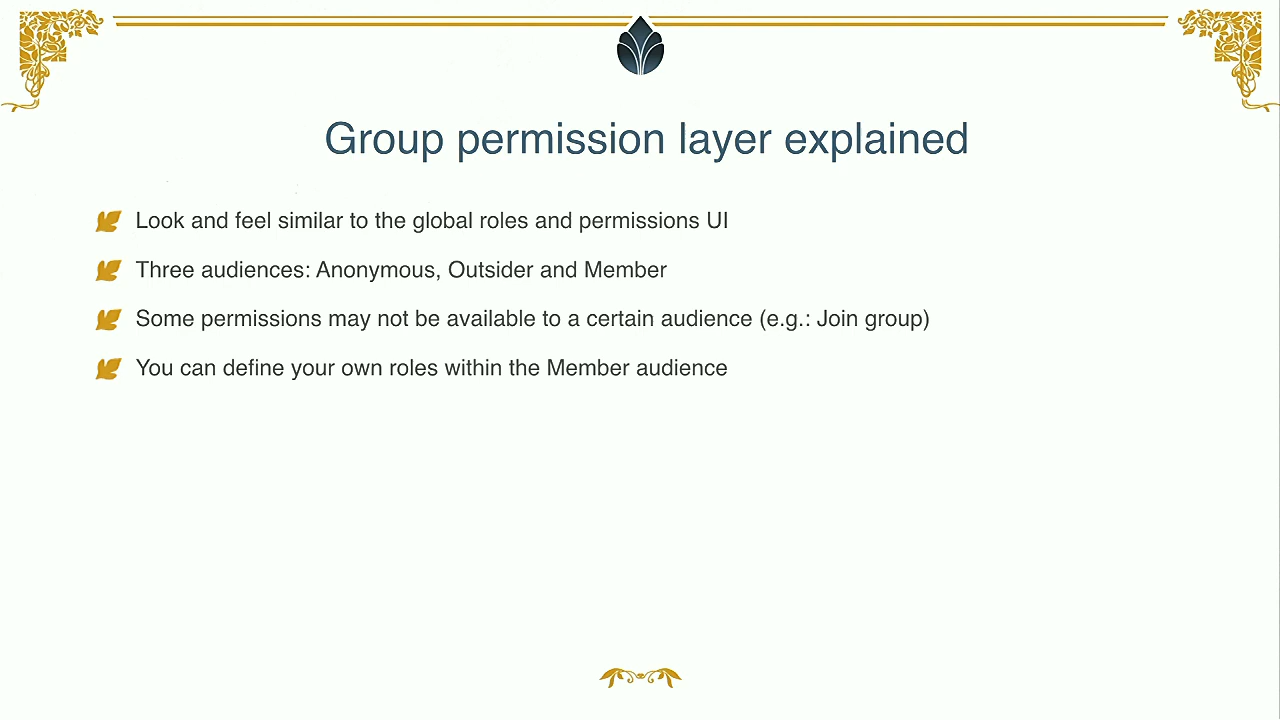 Group permission layer explained
Look and feel similar to the global roles and permissions UI
Three audiences: Anonymous, Outsider and Member
Some permissions may not be available to a certain audience (e.g.: Join group)
You can define your own roles within the Member audience